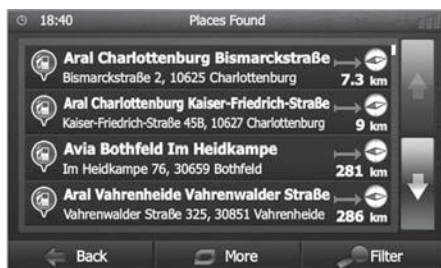 18:40 Places Found
Aral Charlottenburg Bismarckstraße
Bismarckstraße 2, 10625 Charlottenburg 7.3 km
Aral Charlottenburg Kaiser-Friedrich-Straße
Kaiser-Friedrich-Straße 45B, 10627 Charlottenburg 9 km
Avia Bothfeld Im Heidkampe
Im Heidkampe 76, 30659 Bothfeld 281 km
Aral Vahrenheide Vahrenwalder Straße
Vahrenwalder Straße 325, 30851 Vahrenheide 286 km
Back More Filter